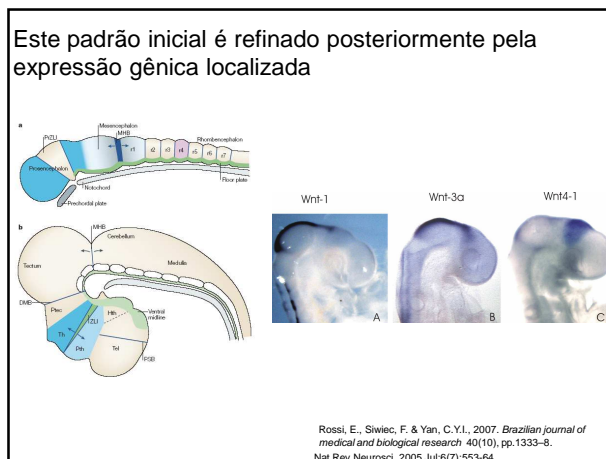 Este padrão inicial é refinado posteriormente pela
expressão gênica localizada
a
Mesencephalon
MHB
PrZLI
Rhombencephalon
r1
r2
r3
r4
r5
r6
r7
Prosencephalon
Floor plate
Notochord
Prechordal plate
b
MHB
Cerebellum
Tectum
Medulla
DMB
Ptec
Hth
Ventral
midline
ZLI
Th
Pth
Tel
PSB
Wnt-1
Wnt-3a
Wnt4-1
A
B
C
Rossi, E., Siwiec, F. & Yan, C.Y.I., 2007. Brazilian journal of
medical and biological research 40(10), pp.1333–8.
Nat Rev Neurosci. 2005 Jul;6(7):553-64